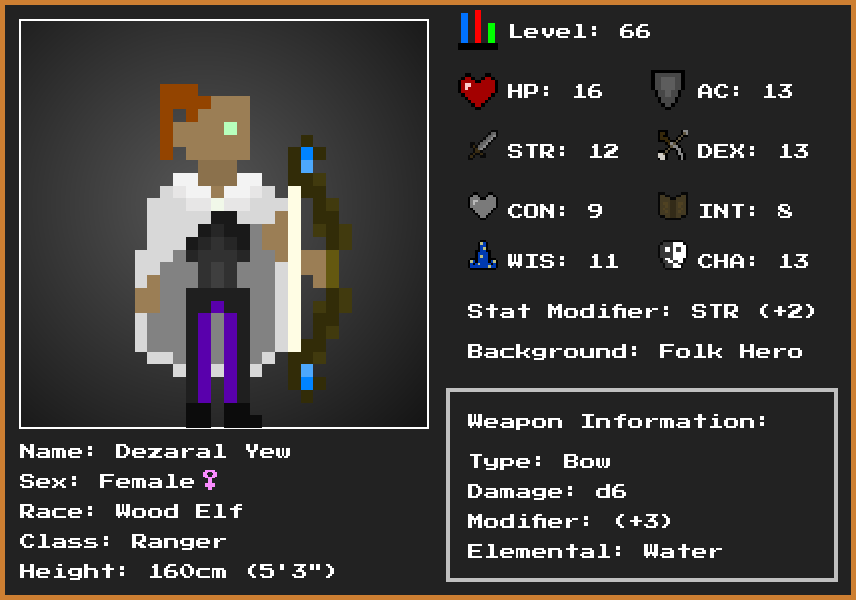 Level: 66
HP: 16
AC: 13
STR: 12
DEX: 13
CON: 9
INT: 8
WIS: 11
CHA: 13
Stat Modifier: STR (+2)
Background: Folk Hero
Name: Dezaral Yew
Sex: Female♀
Race: Wood Elf
Class: Ranger
Height: 160cm (5'3")
Weapon Information:
Type: Bow
Damage: d6
Modifier: (+3)
Elemental: Water